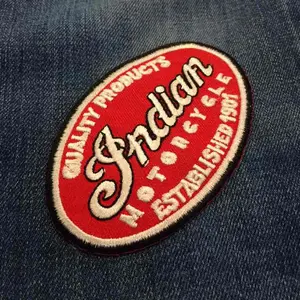 QUALITY PRODUCTS
Indian
MOTORCYCLE
ESTABLISHED 1901